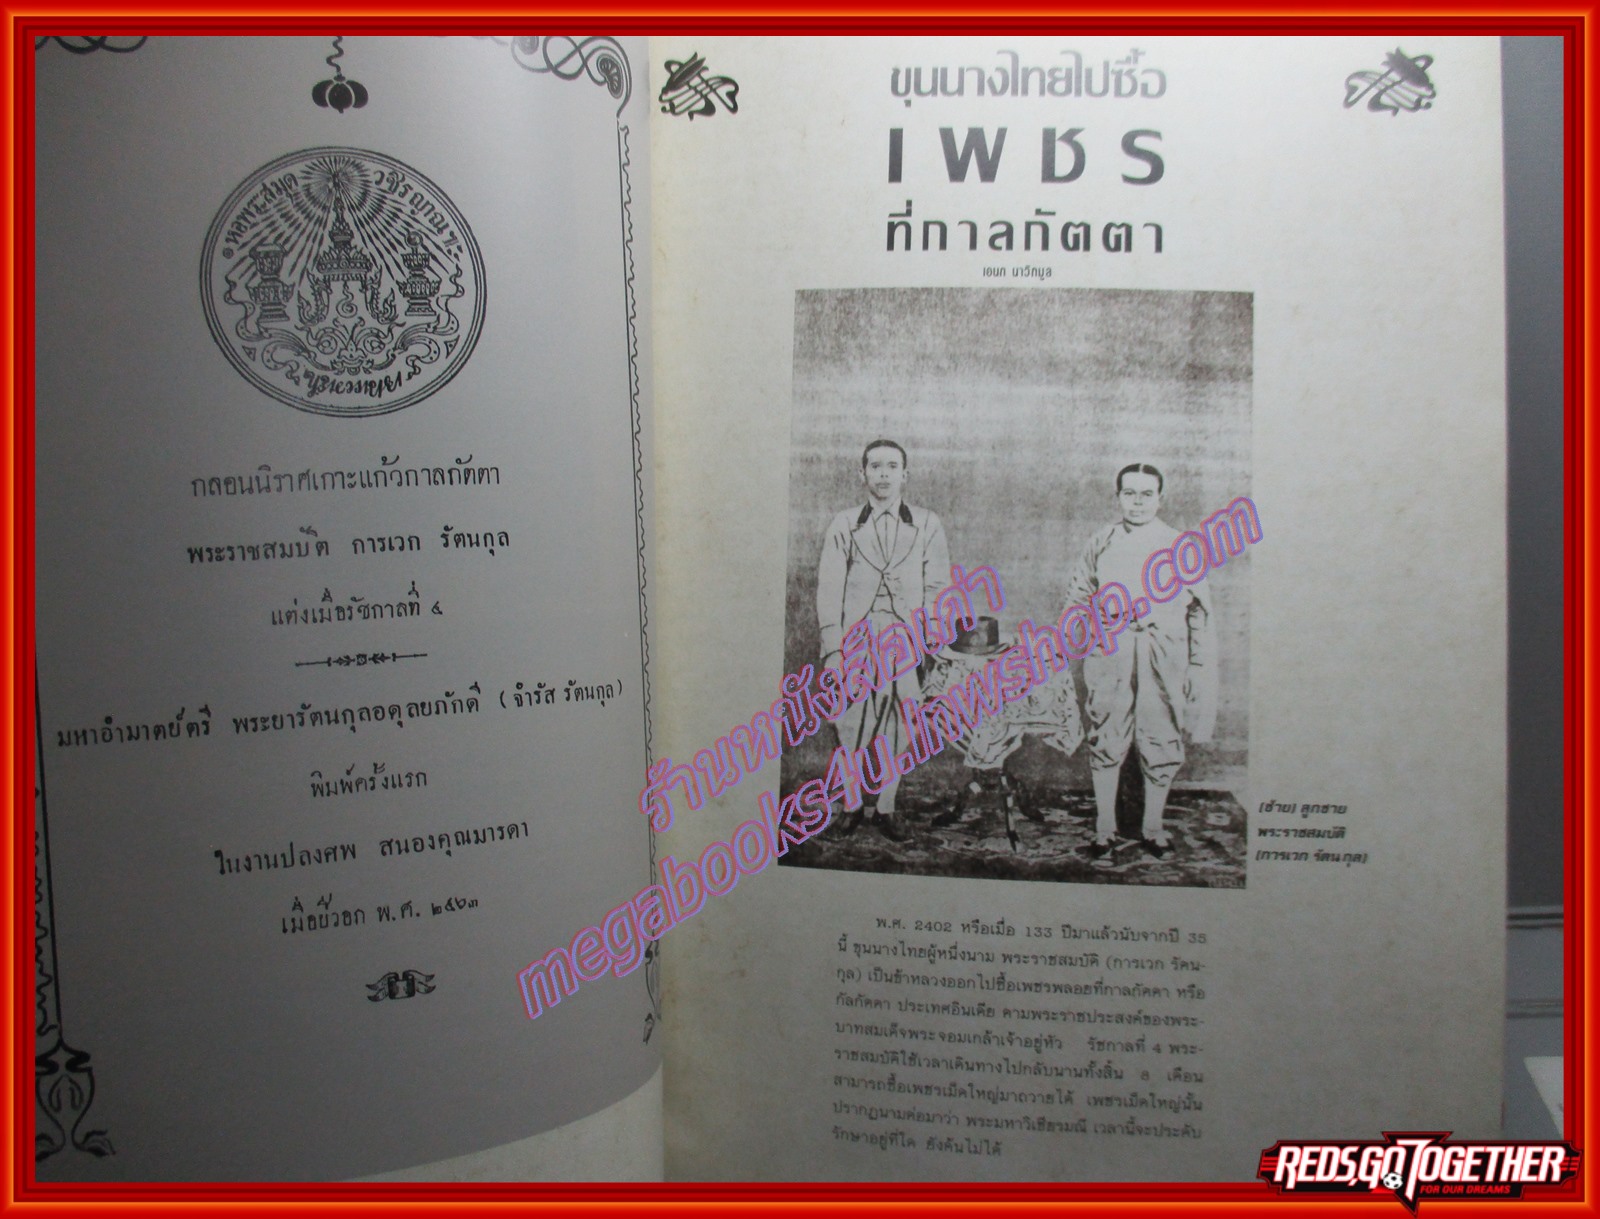 หอพระสมุด วชิรญาณ
กลอนนิราศเกาะแก้วกาลกัตตา
พระราชสมบัติ การเวก รัตนกุล
แต่งเมื่อรัชกาลที่ ๔
มหาอำมาตย์ตรี พระยารัตนกุลอดุลยภักดี (จำรัส รัตนกุล)
พิมพ์ครั้งแรก
ในงานปลงศพ สนองคุณมารดา
เมื่อปีวอก พ.ศ. ๒๔๖๓
ขุนนางไทยไปซื้อ
เพชร
ที่กาลกัตตา
เอนก นาวิกมูล
(ซ้าย) ลูกชาย
พระราชสมบัติ
(การเวก รัตนกุล)
พ.ศ. 2402 หรือเมื่อ 133 ปีมาแล้วนับจากปี 35
นี้ ขุนนางไทยผู้หนึ่งนาม พระราชสมบัติ (การเวก รัตน-
กุล) เป็นข้าหลวงออกไปซื้อเพชรพลอยที่กาลกัตตา หรือ
กัลกัตตา ประเทศอินเดีย ตามพระราชประสงค์ของพระ-
บาทสมเด็จพระจอมเกล้าเจ้าอยู่หัว รัชกาลที่ 4 พระ-
ราชสมบัติใช้เวลาเดินทางไปกลับนานทั้งสิ้น 8 เดือน
สามารถซื้อเพชรเม็ดใหญ่มาถวายได้ เพชรเม็ดใหญ่นั้น
ปรากฏนามต่อมาว่า พระมหาวิเชียรมณี เวลานี้จะประดับ
รักษาอยู่ที่ใด ยังค้นไม่ได้
ร้านหนังสือเก่า
megabooks4u.lnwshop.com
REDS,GO TOGETHER
FOR OUR DREAMS